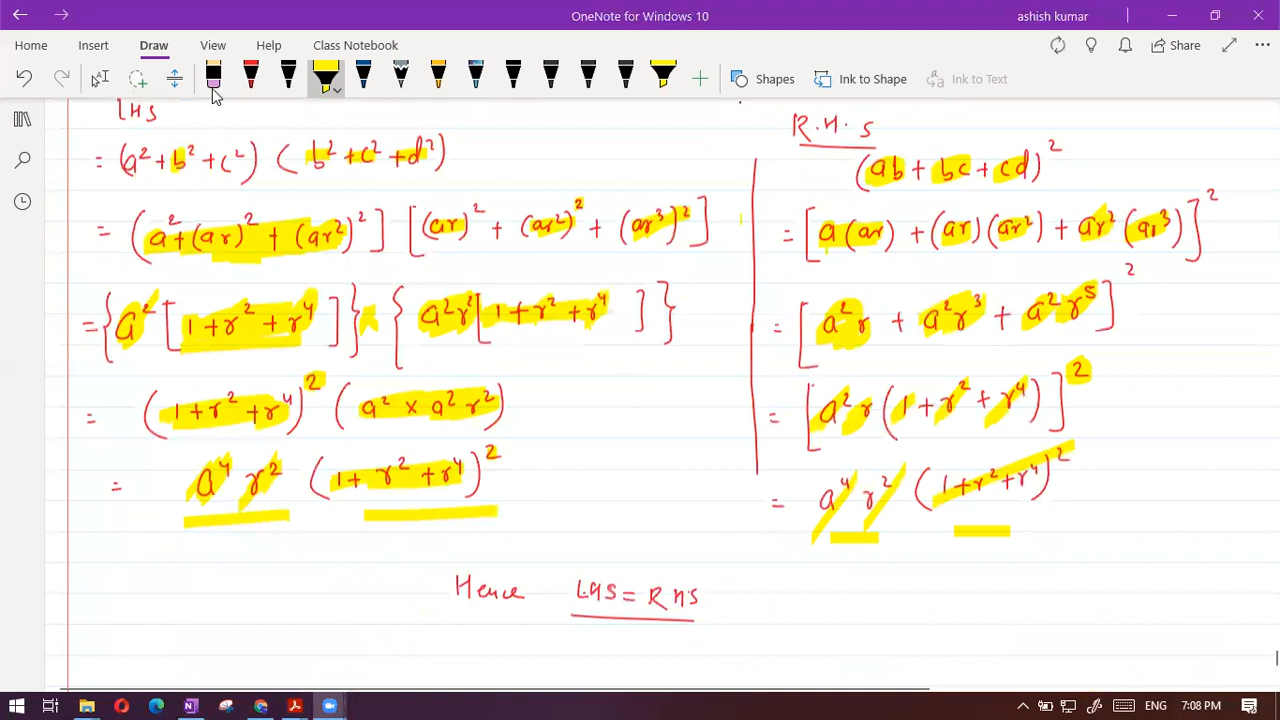 OneNote for Windows 10
ashish kumar
Home Insert Draw View Help Class Notebook
Share
Shapes Ink to Shape Ink to Text
LHS
= (a² + b² + c²) (b² + c² + d²)
= (a² + (ar)² + (ar²)²] [(ar)² + (ar²)² + (ar³)²]
= {a² [1 + r² + r⁴]} × {a²r² [1 + r² + r⁴]}
= (1 + r² + r⁴)² (a² × a² r²)
= a⁴ r² (1 + r² + r⁴)²
R.H.S
(ab + bc + cd)²
= [a(ar) + (ar)(ar²) + ar²(ar³)]²
= [a²r + a²r³ + a²r⁵]²
= [a²r (1 + r² + r⁴)]²
= a⁴ r² (1 + r² + r⁴)²
Hence LHS = RHS
ENG 7:08 PM